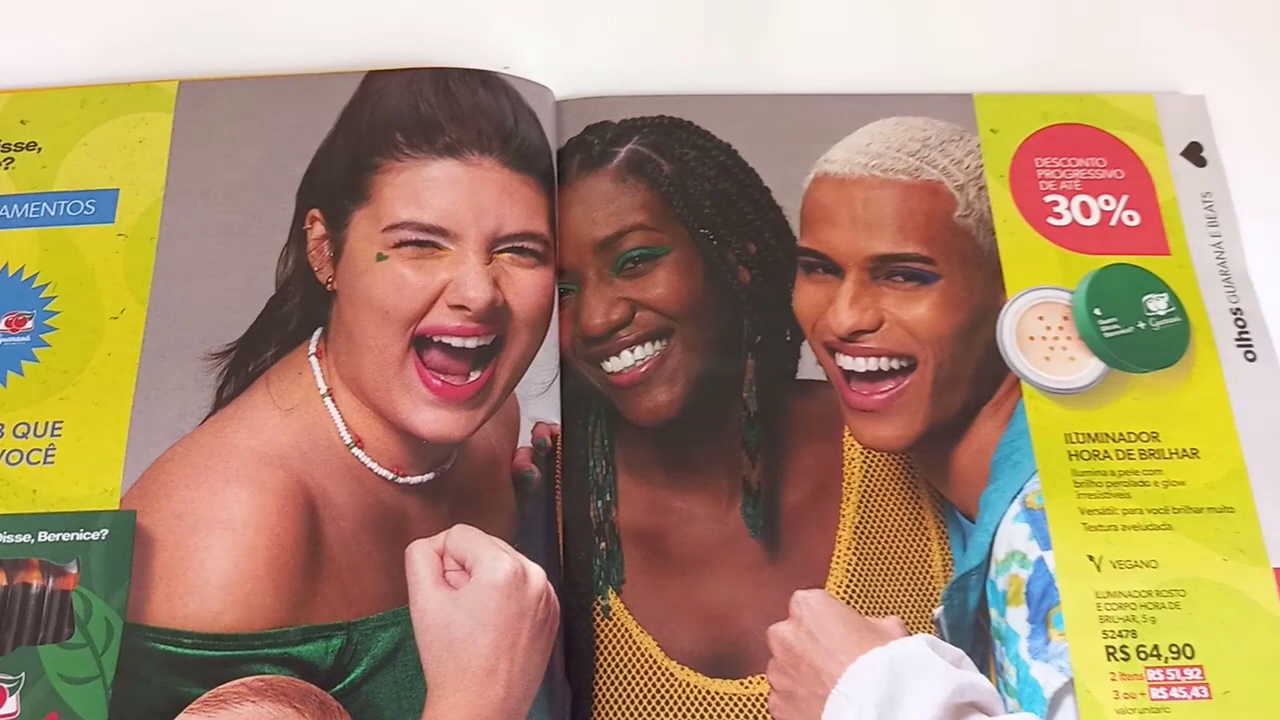 isse,
?
AMENTOS
Guaraná
B QUE
VOCÊ
Disse, Berenice?
DESCONTO
PROGRESSIVO
DE ATÉ
30%
olhos GUARANÁ E BEATS
ILUMINADOR
HORA DE BRILHAR
Ilumina a pele com
brilho perolado e glow
irresistíveis
Versátil: para você brilhar muito
Textura aveludada.
VEGANO
ILUMINADOR ROSTO
E CORPO HORA DE
BRILHAR, 5 g
52478
R$ 64,90
2 itens R$ 51,92
3 ou + R$ 45,43
valor unitário